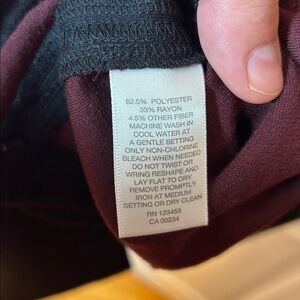 62.5% POLYESTER
33% RAYON
4.5% OTHER FIBER
MACHINE WASH IN
COOL WATER AT
A GENTLE SETTING
ONLY NON-CHLORINE
BLEACH WHEN NEEDED
DO NOT TWIST OR
WRING RESHAPE AND
LAY FLAT TO DRY
REMOVE PROMPTLY
IRON AT MEDIUM
SETTING OR DRY CLEAN
RN 123455
CA 00234